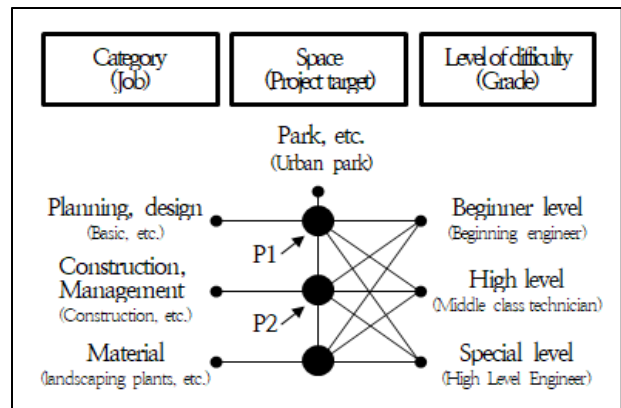 Category
(Job)
Space
(Project target)
Level of difficulty
(Grade)
Park, etc.
(Urban park)
Planning, design
(Basic, etc.)
Beginner level
(Beginning engineer)
P1
Construction,
Management
(Construction, etc.)
High level
(Middle class technician)
P2
Material
(landscaping plants, etc.)
Special level
(High Level Engineer)